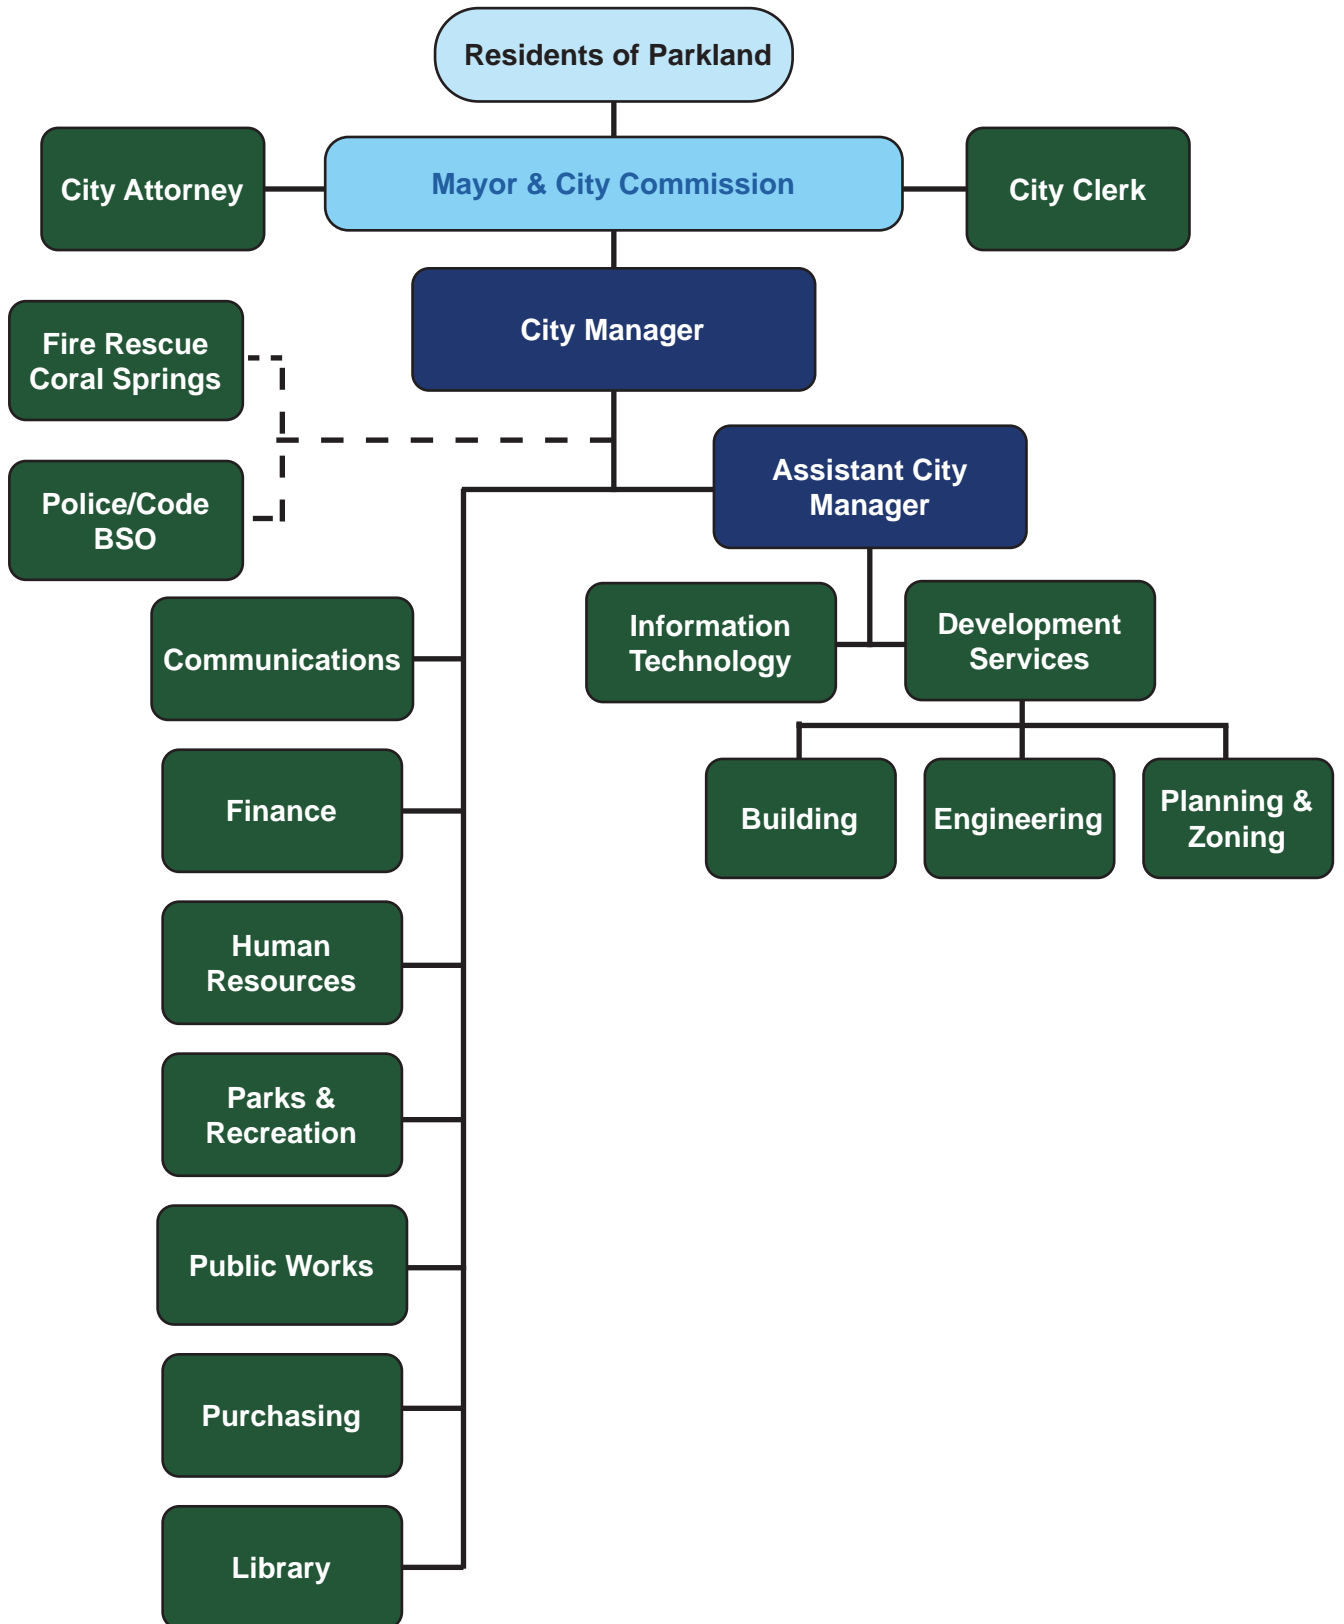 Residents of Parkland
City Attorney
Mayor & City Commission
City Clerk
City Manager
Fire Rescue
Coral Springs
Police/Code
BSO
Assistant City
Manager
Information
Technology
Development
Services
Building
Engineering
Planning &
Zoning
Communications
Finance
Human
Resources
Parks &
Recreation
Public Works
Purchasing
Library